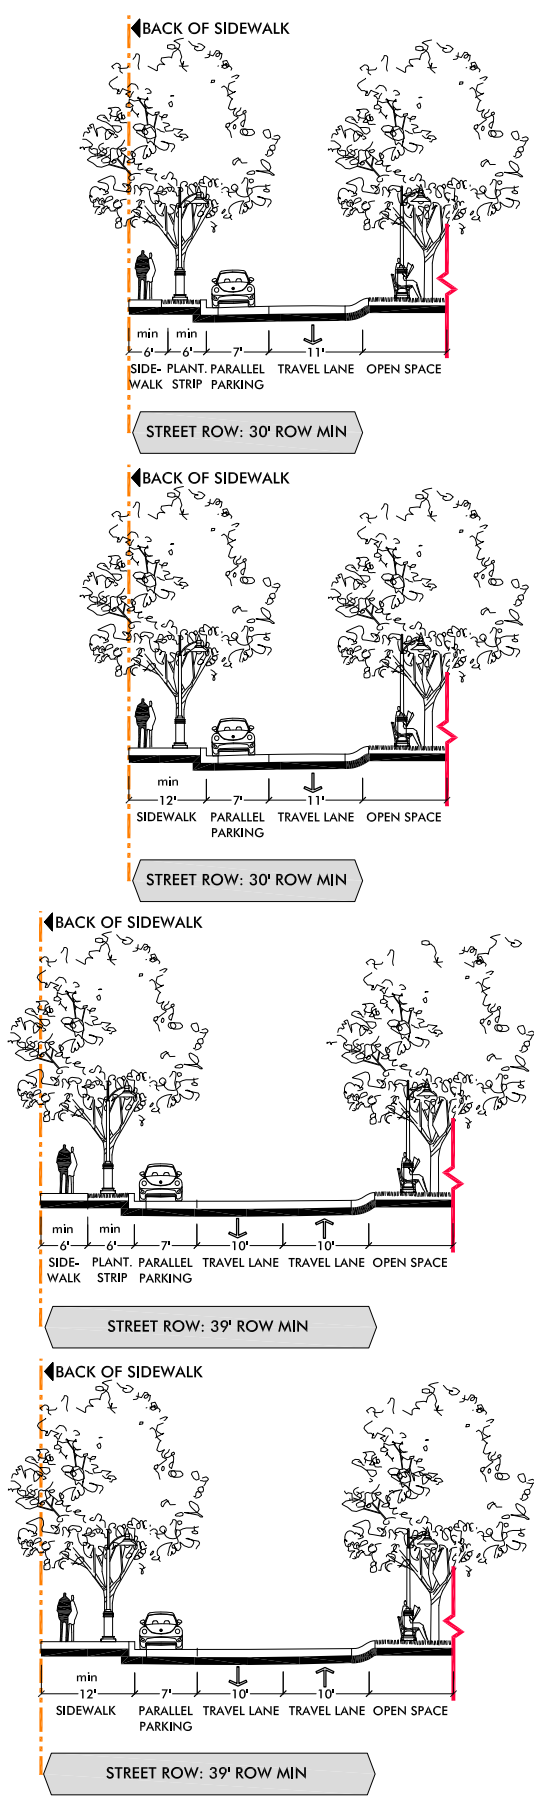 BACK OF SIDEWALK
min min
6' 6' 7' 11'
SIDE- PLANT. PARALLEL TRAVEL LANE OPEN SPACE
WALK STRIP PARKING
STREET ROW: 30' ROW MIN
BACK OF SIDEWALK
min
12' 7' 11'
SIDEWALK PARALLEL TRAVEL LANE OPEN SPACE
PARKING
STREET ROW: 30' ROW MIN
BACK OF SIDEWALK
min min
6' 6' 7' 10' 10'
SIDE- PLANT. PARALLEL TRAVEL LANE TRAVEL LANE OPEN SPACE
WALK STRIP PARKING
STREET ROW: 39' ROW MIN
BACK OF SIDEWALK
min
12' 7' 10' 10'
SIDEWALK PARALLEL TRAVEL LANE TRAVEL LANE OPEN SPACE
PARKING
STREET ROW: 39' ROW MIN